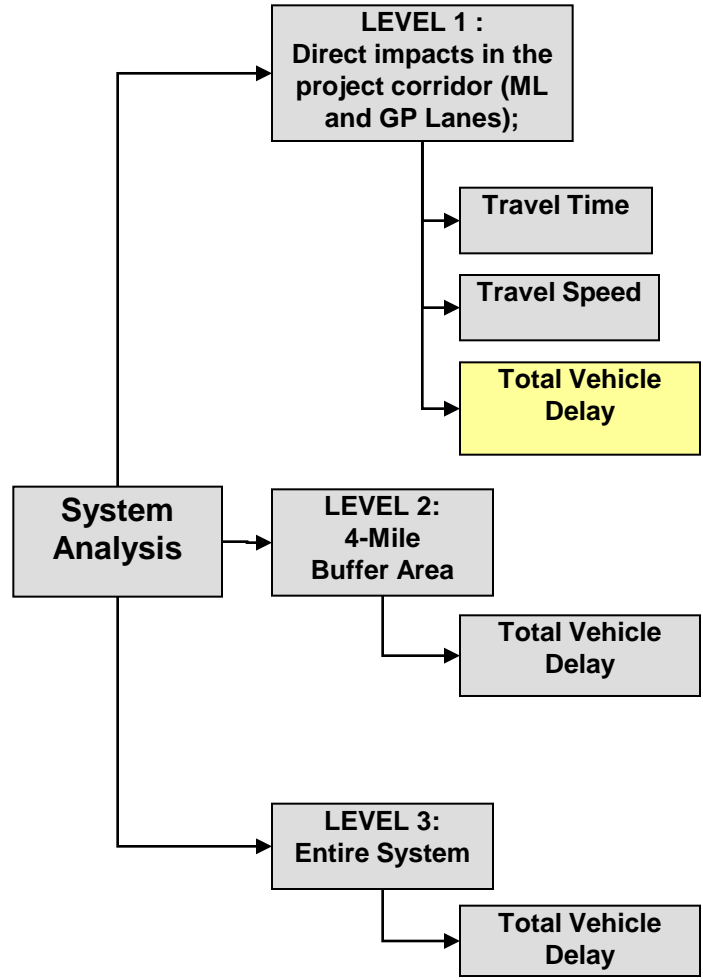 LEVEL 1 :
Direct impacts in the
project corridor (ML
and GP Lanes);
Travel Time
Travel Speed
Total Vehicle
Delay
System
Analysis
LEVEL 2:
4-Mile
Buffer Area
Total Vehicle
Delay
LEVEL 3:
Entire System
Total Vehicle
Delay